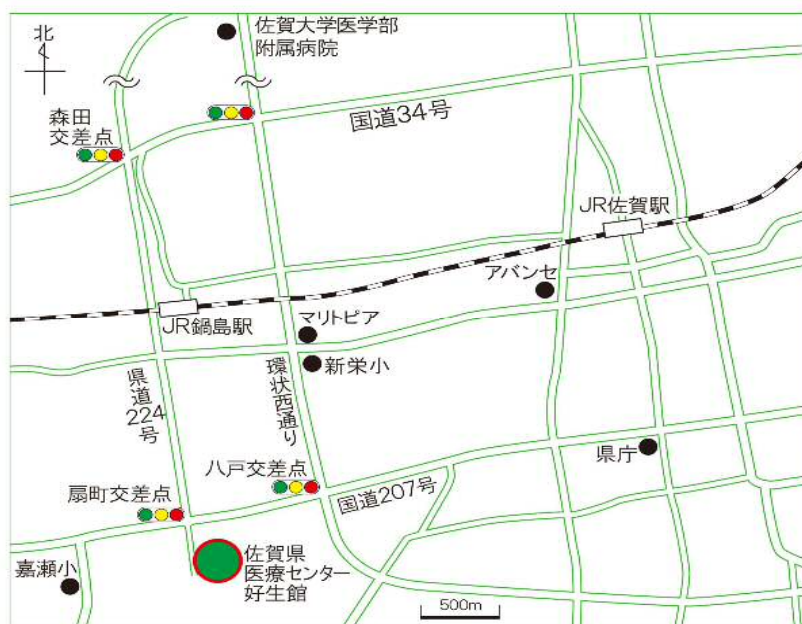 北
佐賀大学医学部
附属病院
森田
交差点
国道34号
JR佐賀駅
アバンセ
JR鍋島駅
マリトピア
新栄小
県道224号
環状西通り
八戸交差点
県庁
扇町交差点
国道207号
嘉瀬小
佐賀県
医療センター
好生館
500m